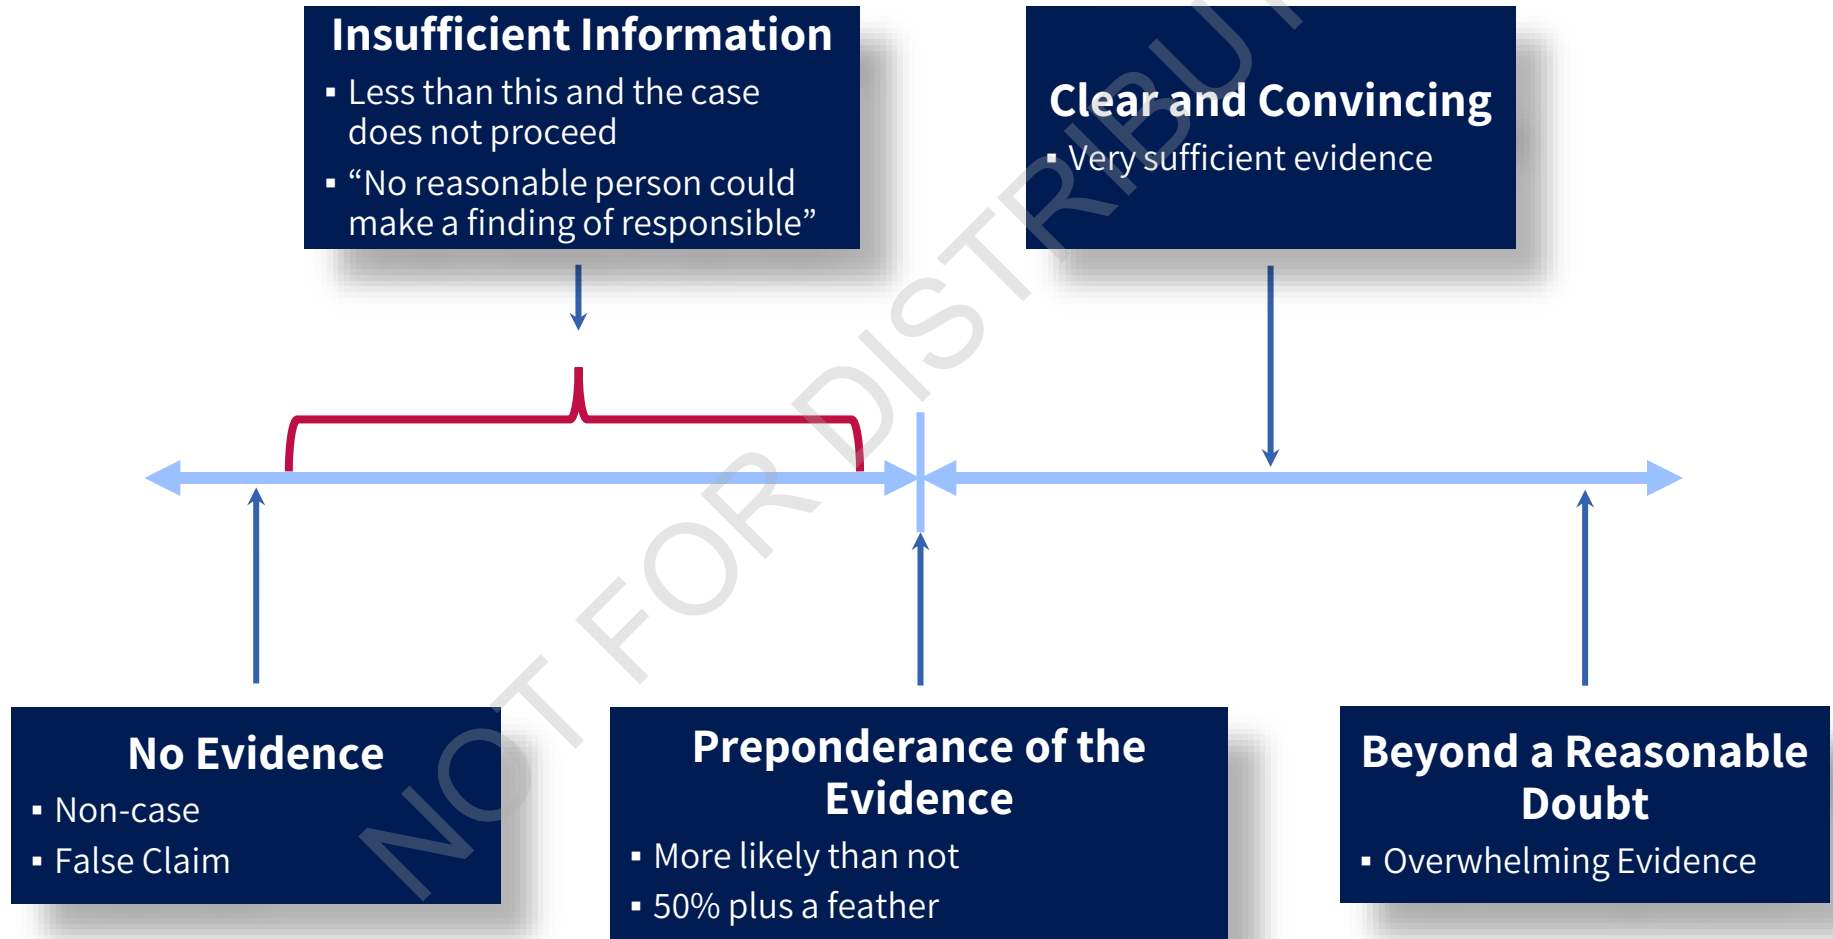 Insufficient Information
▪ Less than this and the case
does not proceed
▪ “No reasonable person could
make a finding of responsible”
Clear and Convincing
▪ Very sufficient evidence
No Evidence
▪ Non-case
▪ False Claim
Preponderance of the
Evidence
▪ More likely than not
▪ 50% plus a feather
Beyond a Reasonable
Doubt
▪ Overwhelming Evidence
NOT FOR DISTRIBUT